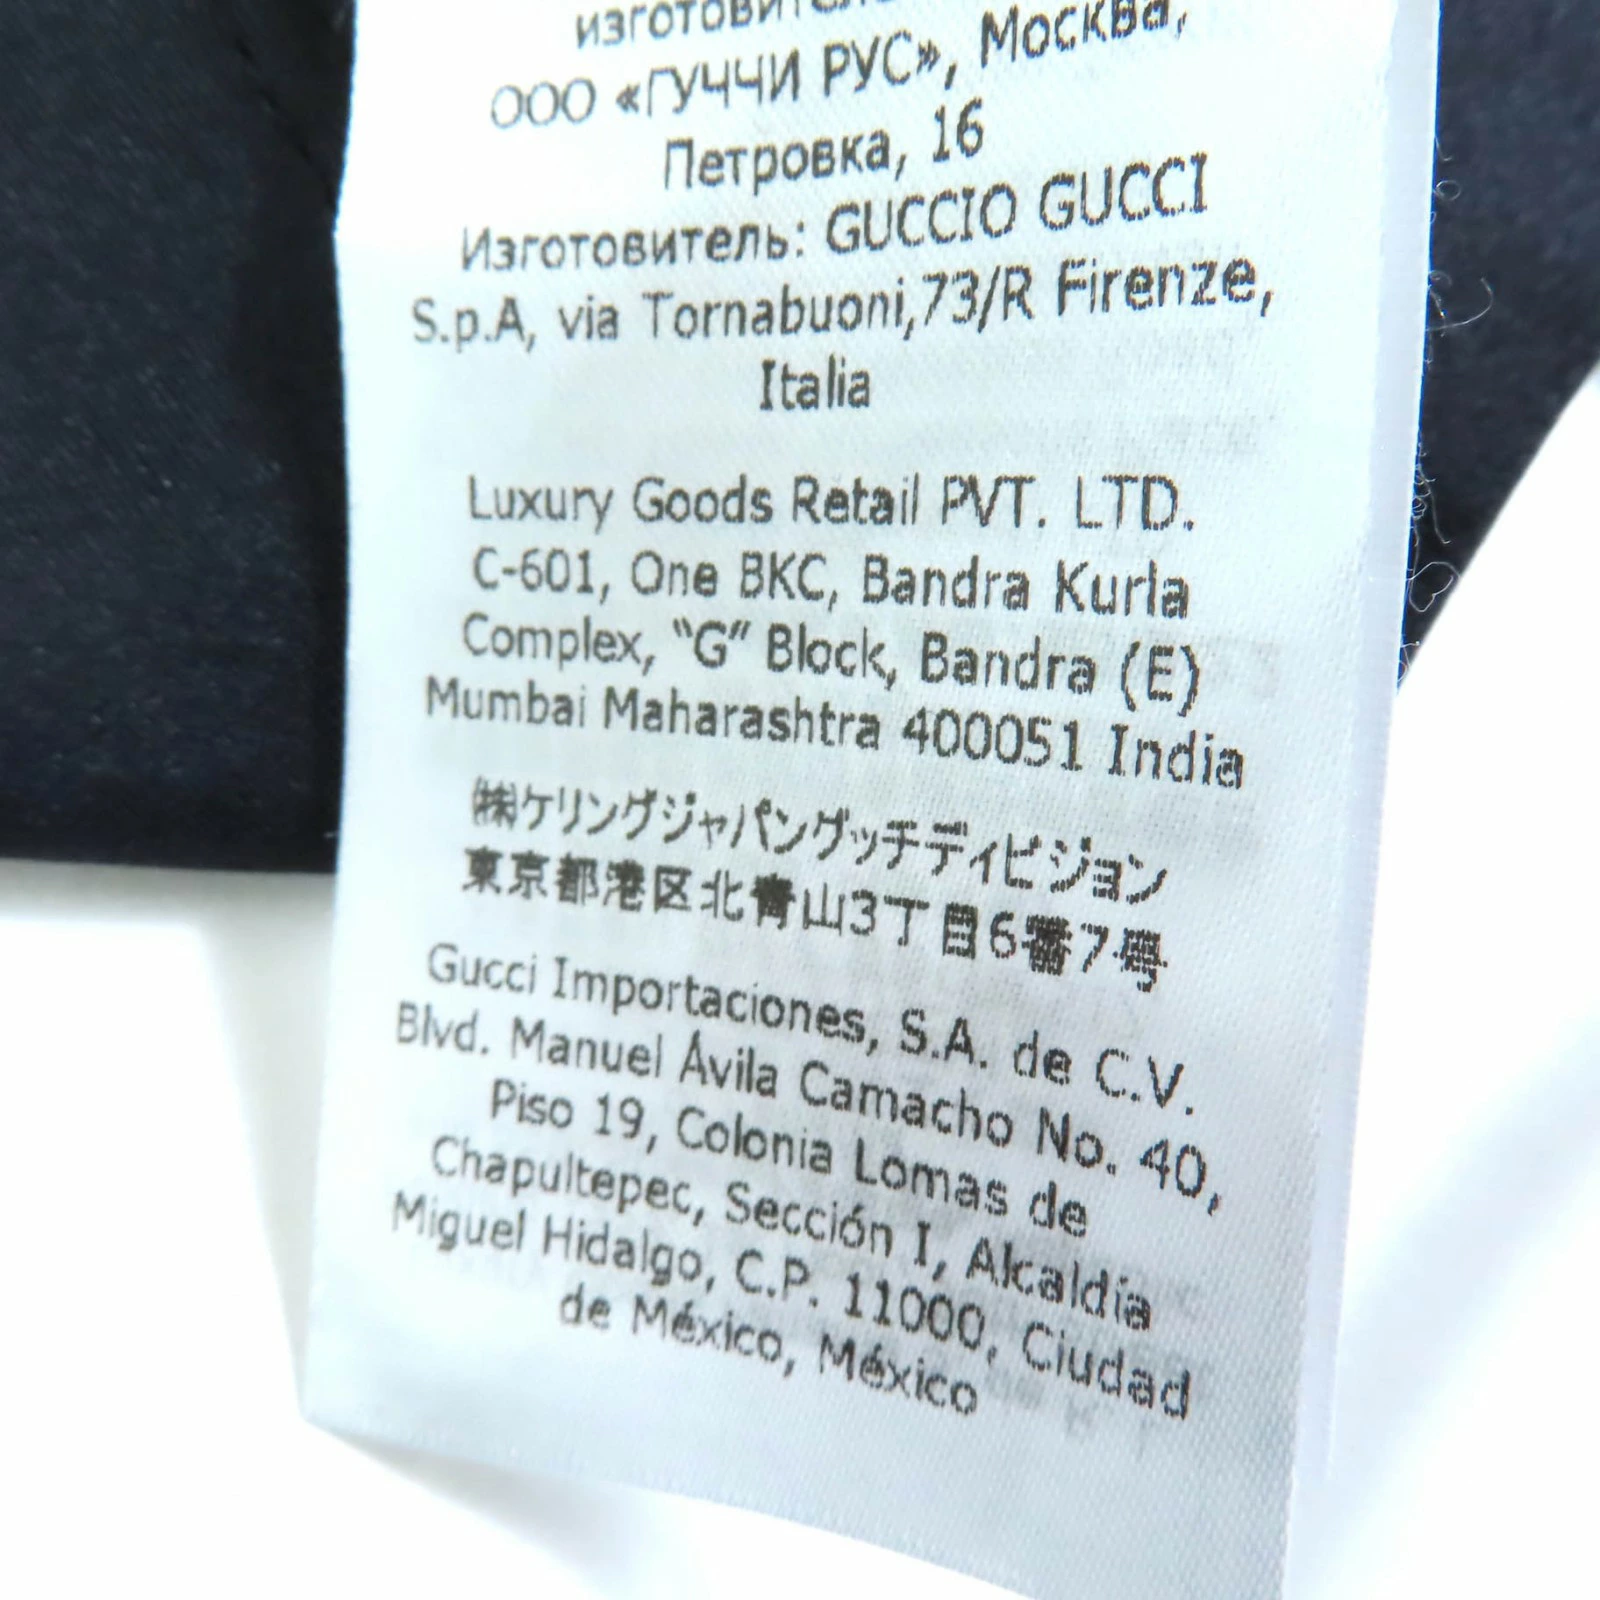 ООО «ГУЧЧИ РУС», Москва,
Петровка, 16
Изготовитель: GUCCIO GUCCI
S.p.A, via Tornabuoni,73/R Firenze,
Italia
Luxury Goods Retail PVT. LTD.
C-601, One BKC, Bandra Kurla
Complex, “G” Block, Bandra (E)
Mumbai Maharashtra 400051 India
㈱ケリングジャパングッチディビジョン
東京都港区北青山3丁目6番7号
Gucci Importaciones, S.A. de C.V.
Blvd. Manuel Ávila Camacho No. 40,
Piso 19, Colonia Lomas de
Chapultepec, Sección I, Alcaldía
Miguel Hidalgo, C.P. 11000, Ciudad
de México, México